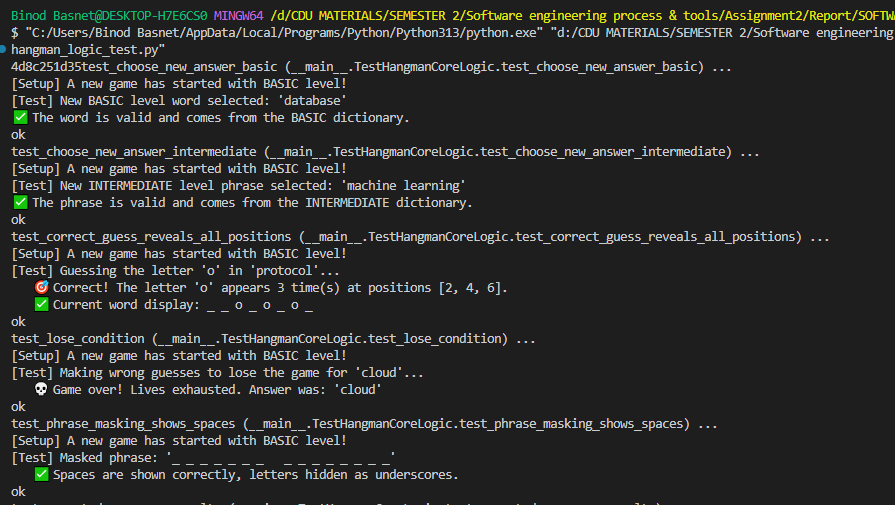 Binod Basnet@DESKTOP-H7E6CS0 MINGW64 /d/CDU MATERIALS/SEMESTER 2/Software engineering process & tools/Assignment2/Report/SOFTW
$ "C:/Users/Binod Basnet/AppData/Local/Programs/Python/Python313/python.exe" "d:/CDU MATERIALS/SEMESTER 2/Software engineering
hangman_logic_test.py"
4d8c251d35test_choose_new_answer_basic (__main__.TestHangmanCoreLogic.test_choose_new_answer_basic) ...
[Setup] A new game has started with BASIC level!
[Test] New BASIC level word selected: 'database'
✅ The word is valid and comes from the BASIC dictionary.
ok
test_choose_new_answer_intermediate (__main__.TestHangmanCoreLogic.test_choose_new_answer_intermediate) ...
[Setup] A new game has started with BASIC level!
[Test] New INTERMEDIATE level phrase selected: 'machine learning'
✅ The phrase is valid and comes from the INTERMEDIATE dictionary.
ok
test_correct_guess_reveals_all_positions (__main__.TestHangmanCoreLogic.test_correct_guess_reveals_all_positions) ...
[Setup] A new game has started with BASIC level!
[Test] Guessing the letter 'o' in 'protocol'...
🎯 Correct! The letter 'o' appears 3 time(s) at positions [2, 4, 6].
✅ Current word display: _ _ o _ o _ o _
ok
test_lose_condition (__main__.TestHangmanCoreLogic.test_lose_condition) ...
[Setup] A new game has started with BASIC level!
[Test] Making wrong guesses to lose the game for 'cloud'...
💀 Game over! Lives exhausted. Answer was: 'cloud'
ok
test_phrase_masking_shows_spaces (__main__.TestHangmanCoreLogic.test_phrase_masking_shows_spaces) ...
[Setup] A new game has started with BASIC level!
[Test] Masked phrase: '_ _ _ _ _ _ _   _ _ _ _ _ _ _ _'
✅ Spaces are shown correctly, letters hidden as underscores.
ok